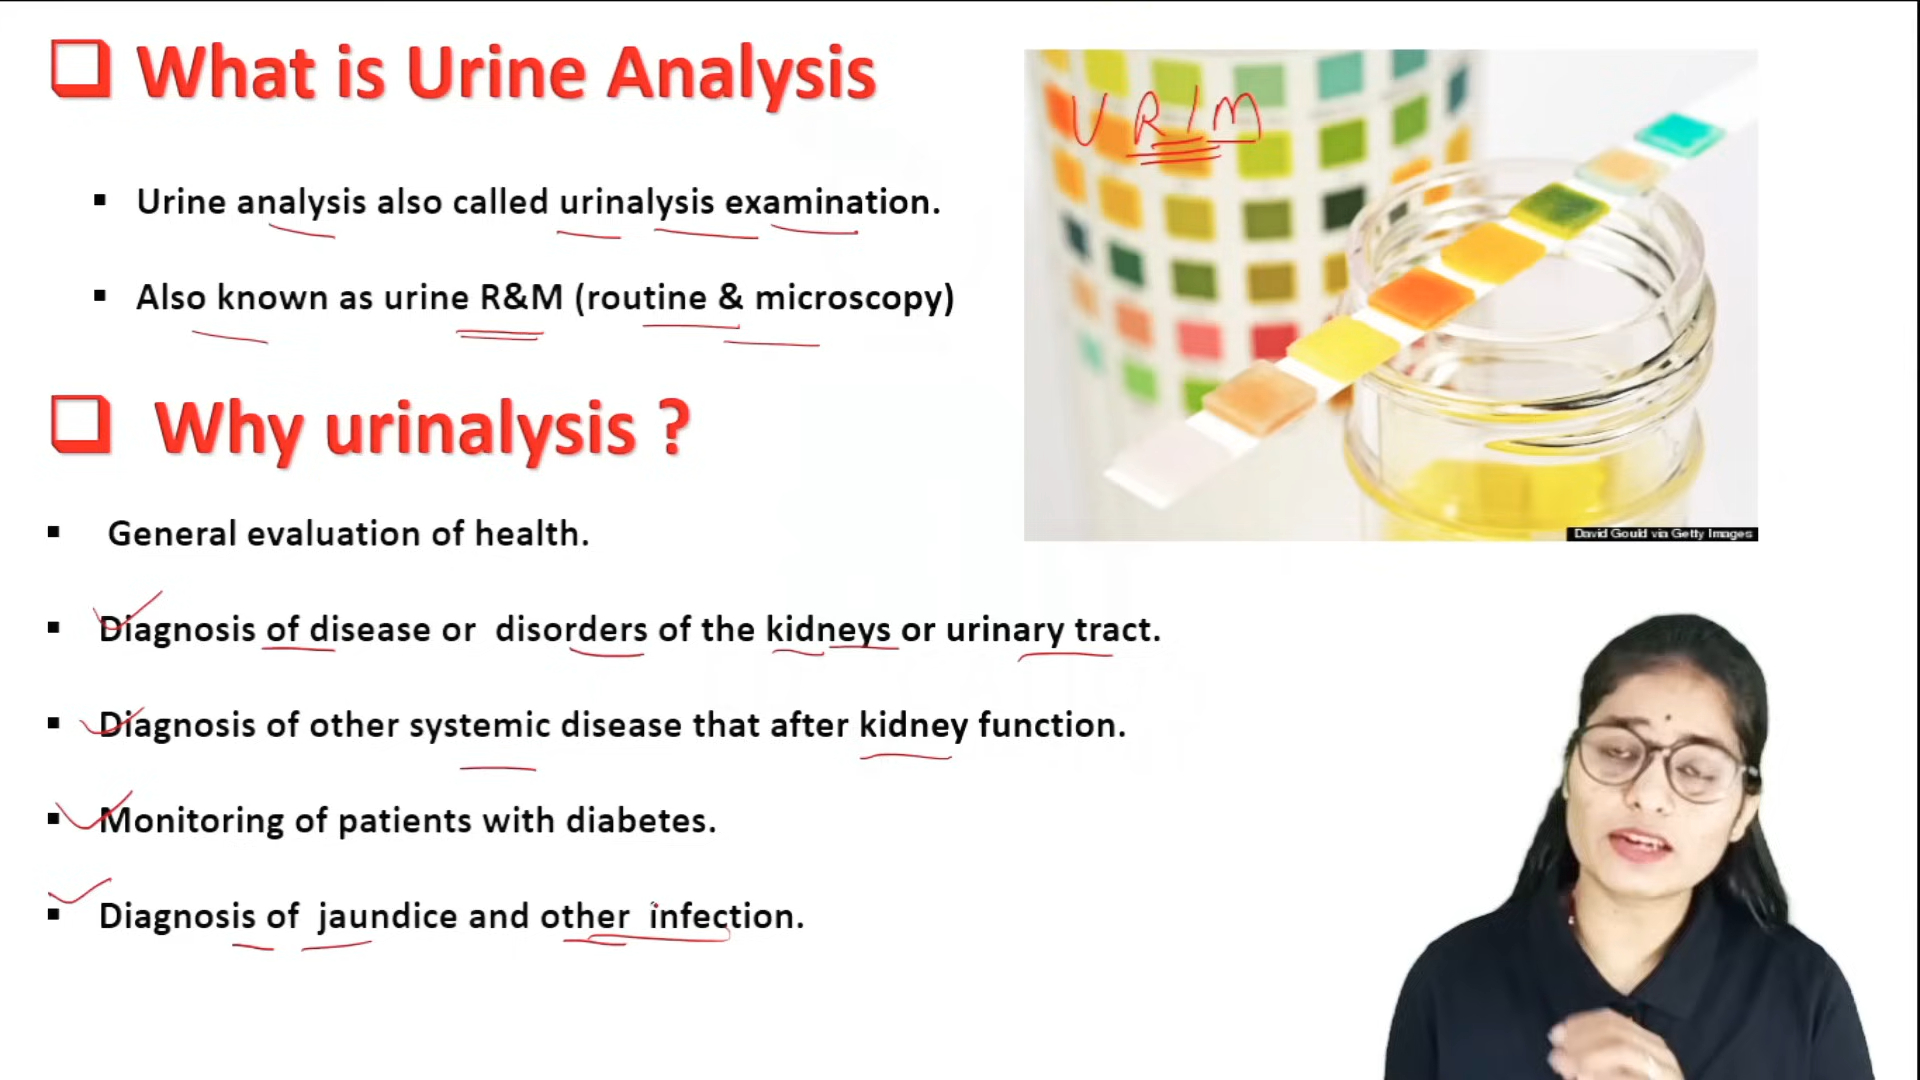 What is Urine Analysis
Urine analysis also called urinalysis examination.
Also known as urine R&M (routine & microscopy)
U R/M
David Gould via Getty Images
Why urinalysis ?
General evaluation of health.
Diagnosis of disease or disorders of the kidneys or urinary tract.
Diagnosis of other systemic disease that after kidney function.
Monitoring of patients with diabetes.
Diagnosis of jaundice and other infection.